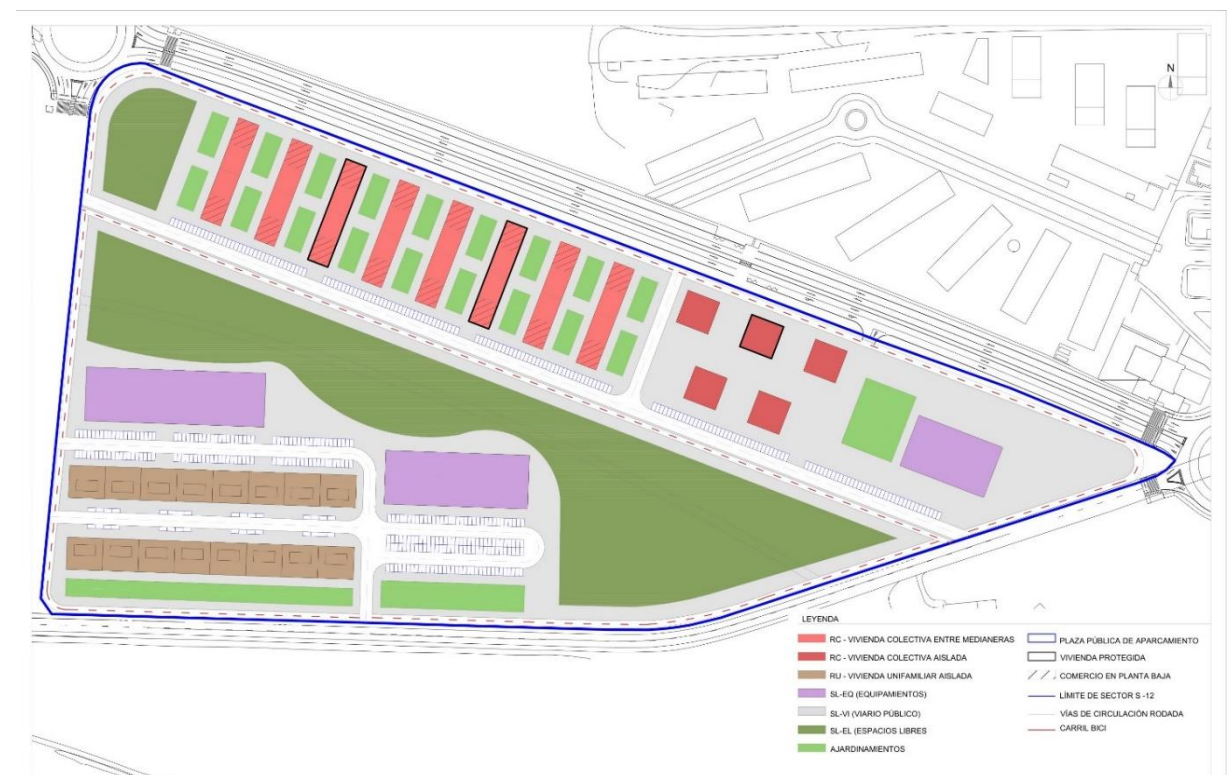 N
LEYENDA
RC - VIVIENDA COLECTIVA ENTRE MEDIANERAS
RC - VIVIENDA COLECTIVA AISLADA
RU - VIVIENDA UNIFAMILIAR AISLADA
SL-EQ (EQUIPAMIENTOS)
SL-VI (VIARIO PÚBLICO)
SL-EL (ESPACIOS LIBRES
AJARDINAMIENTOS
PLAZA PÚBLICA DE APARCAMIENTO
VIVIENDA PROTEGIDA
COMERCIO EN PLANTA BAJA
LÍMITE DE SECTOR S -12
VÍAS DE CIRCULACIÓN RODADA
CARRIL BICI